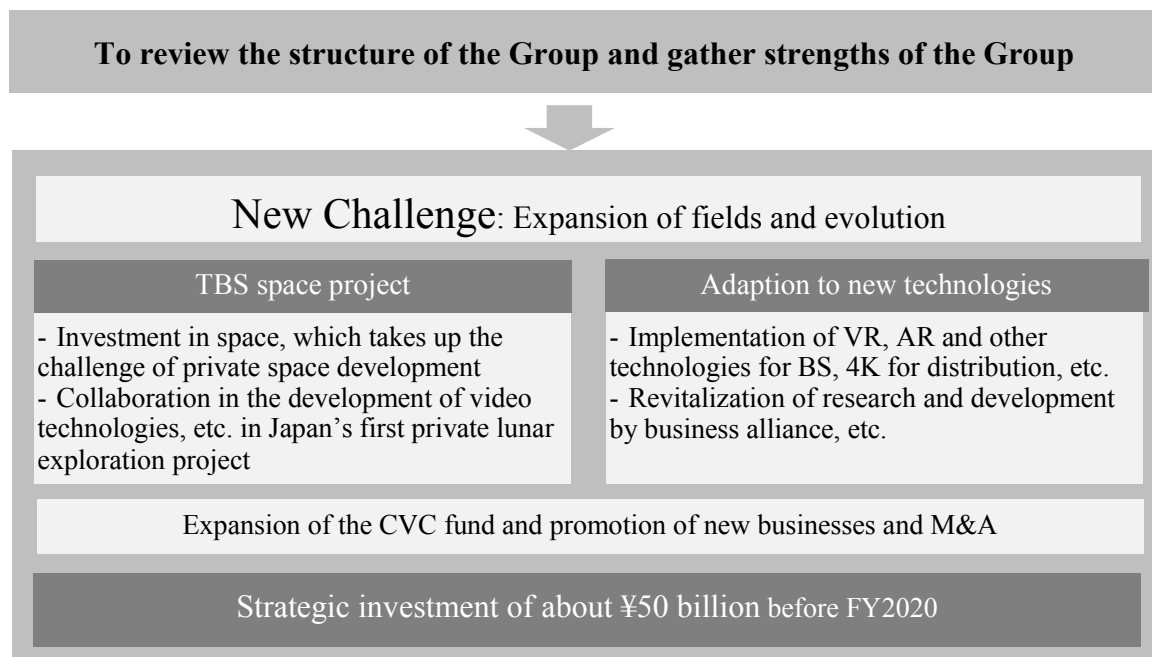 To review the structure of the Group and gather strengths of the Group
New Challenge: Expansion of fields and evolution
TBS space project
- Investment in space, which takes up the
challenge of private space development
- Collaboration in the development of video
technologies, etc. in Japan’s first private lunar
exploration project
Adaption to new technologies
- Implementation of VR, AR and other
technologies for BS, 4K for distribution, etc.
- Revitalization of research and development
by business alliance, etc.
Expansion of the CVC fund and promotion of new businesses and M&A
Strategic investment of about ¥50 billion before FY2020